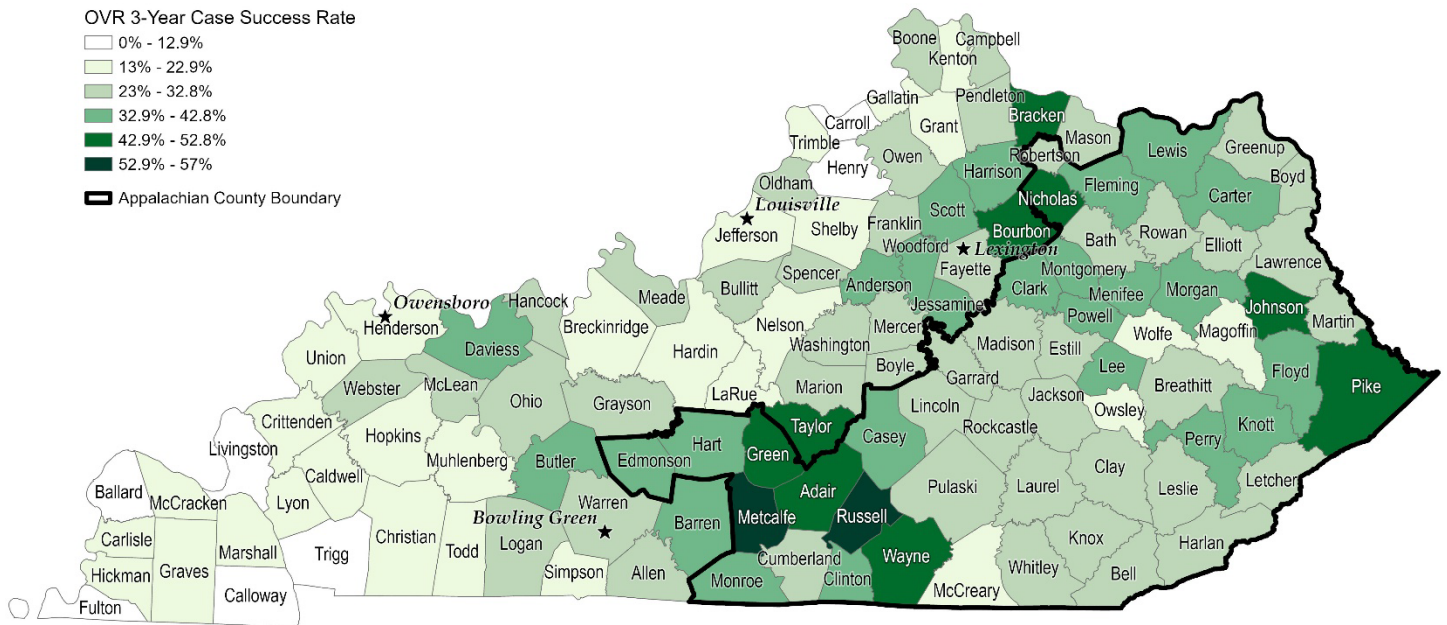 OVR 3-Year Case Success Rate
0% - 12.9%
13% - 22.9%
23% - 32.8%
32.9% - 42.8%
42.9% - 52.8%
52.9% - 57%
Appalachian County Boundary
Boone
Campbell
Kenton
Gallatin
Pendleton
Carroll
Grant
Bracken
Trimble
Mason
Owen
Robertson
Lewis
Greenup
Henry
Harrison
Boyd
Oldham
Fleming
Carter
Louisville
Scott
Nicholas
Jefferson
Shelby
Franklin
Bourbon
Bath
Rowan
Elliott
Woodford
Lexington
Fayette
Lawrence
Spencer
Montgomery
Bullitt
Anderson
Clark
Menifee
Morgan
Johnson
Meade
Hancock
Owensboro
Jessamine
Powell
Martin
Henderson
Breckinridge
Nelson
Mercer
Wolfe
Magoffin
Daviess
Washington
Madison
Estill
Union
Hardin
Boyle
Lee
Floyd
Webster
McLean
Garrard
Breathitt
Pike
Marion
LaRue
Jackson
Owsley
Ohio
Grayson
Lincoln
Crittenden
Rockcastle
Knott
Taylor
Perry
Livingston
Hopkins
Casey
Hart
Green
Muhlenberg
Butler
Edmonson
Clay
Caldwell
Letcher
Ballard
McCracken
Lyon
Adair
Pulaski
Laurel
Leslie
Warren
Metcalfe
Russell
Bowling Green
Barren
Carlisle
Christian
Knox
Harlan
Marshall
Trigg
Todd
Logan
Wayne
Cumberland
Whitley
Hickman
Graves
Simpson
Allen
Clinton
Bell
Monroe
McCreary
Calloway
Fulton